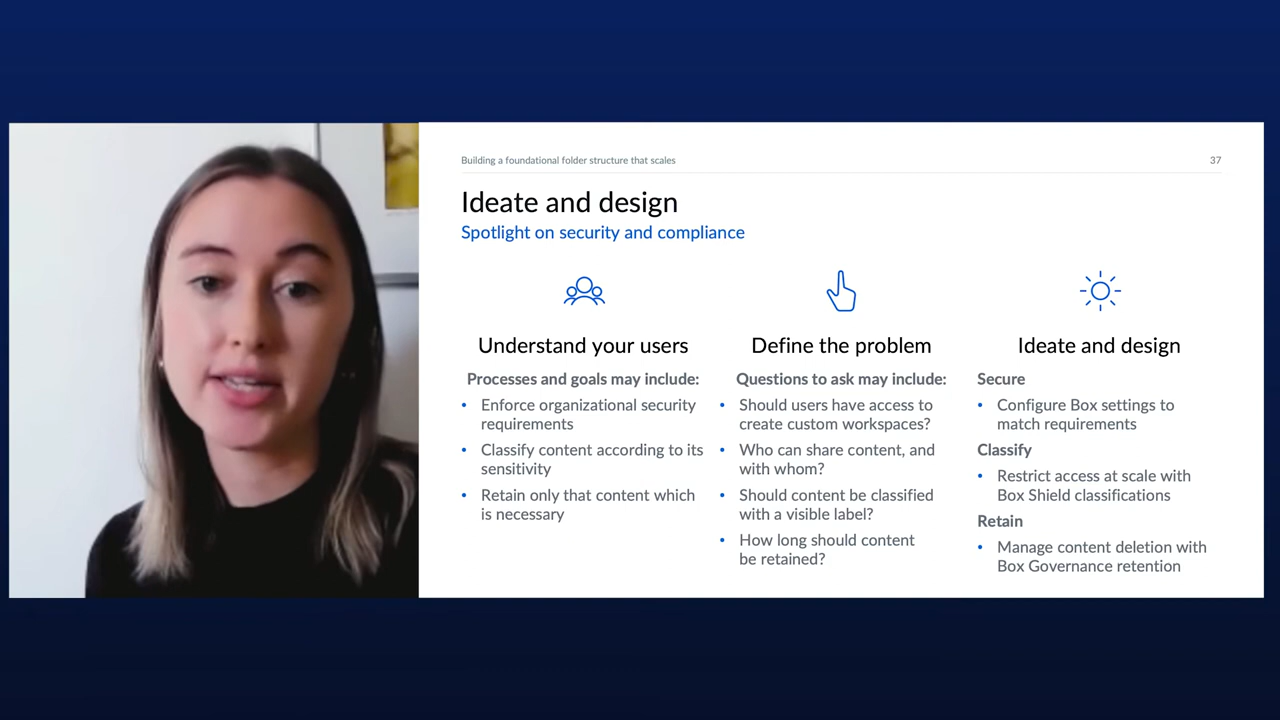 Building a foundational folder structure that scales
37
Ideate and design
Spotlight on security and compliance
Understand your users
Processes and goals may include:
• Enforce organizational security
requirements
• Classify content according to its
sensitivity
• Retain only that content which
is necessary
Define the problem
Questions to ask may include:
• Should users have access to
create custom workspaces?
• Who can share content, and
with whom?
• Should content be classified
with a visible label?
• How long should content
be retained?
Ideate and design
Secure
• Configure Box settings to
match requirements
Classify
• Restrict access at scale with
Box Shield classifications
Retain
• Manage content deletion with
Box Governance retention